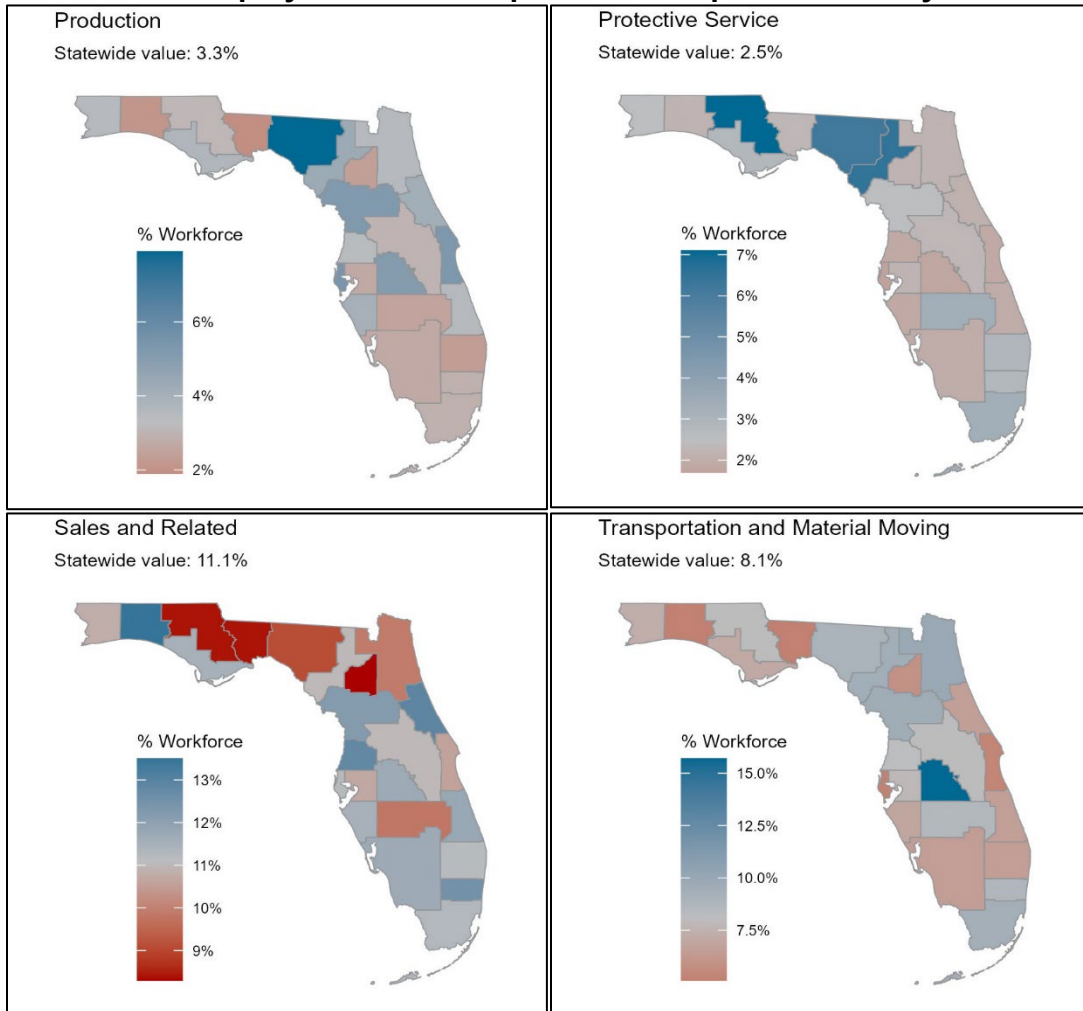 Production
Statewide value: 3.3%
% Workforce
6%
4%
2%
Protective Service
Statewide value: 2.5%
% Workforce
7%
6%
5%
4%
3%
2%
Sales and Related
Statewide value: 11.1%
% Workforce
13%
12%
11%
10%
9%
Transportation and Material Moving
Statewide value: 8.1%
% Workforce
15.0%
12.5%
10.0%
7.5%